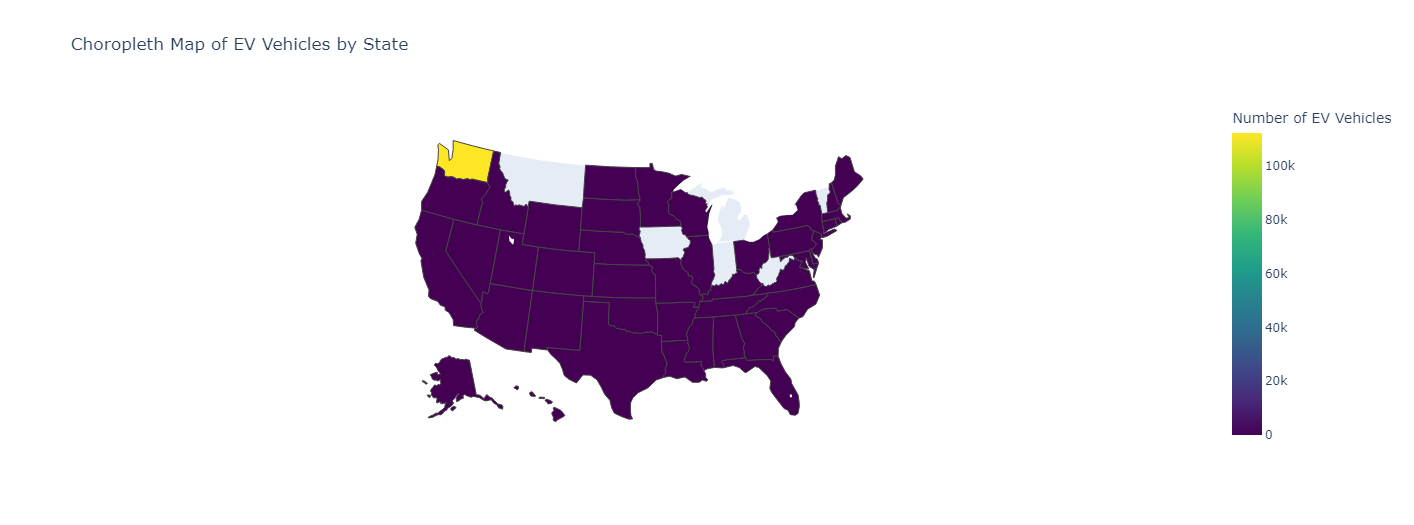 Choropleth Map of EV Vehicles by State
Number of EV Vehicles
100k
80k
60k
40k
20k
0